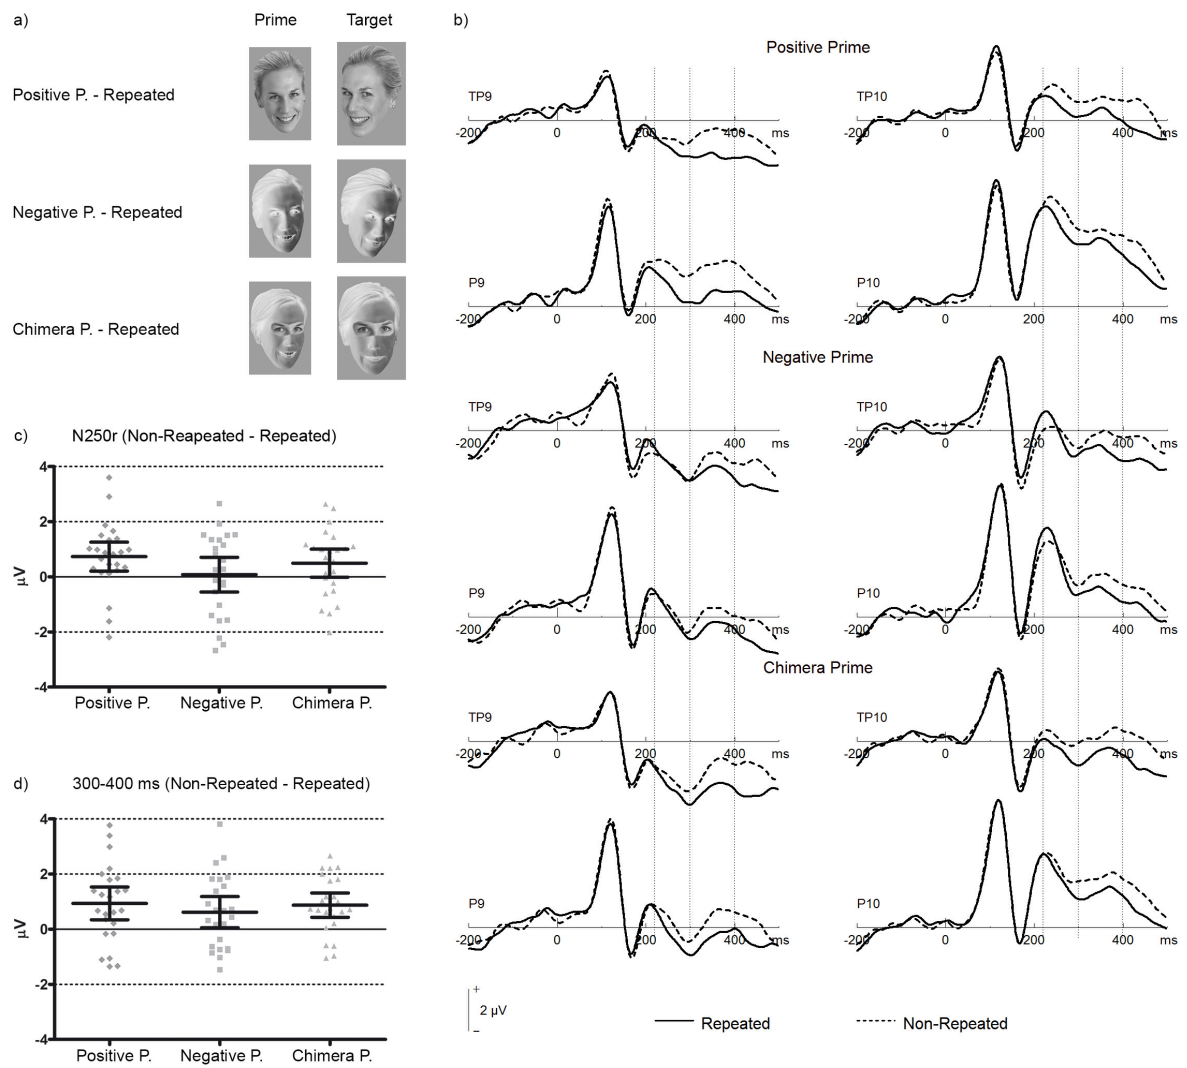 a)
Prime Target
Positive P. - Repeated
Negative P. - Repeated
Chimera P. - Repeated
b)
Positive Prime
TP9
-200 0 200 400 ms
TP10
-200 0 200 400 ms
P9
-200 0 200 400 ms
P10
-200 0 200 400 ms
Negative Prime
TP9
-200 0 200 400 ms
TP10
-200 0 200 400 ms
P9
-200 0 200 400 ms
P10
-200 0 200 400 ms
Chimera Prime
TP9
-200 0 200 400 ms
TP10
-200 0 200 400 ms
P9
-200 0 200 400 ms
P10
-200 0 200 400 ms
+
2 µV
–
Repeated
Non-Repeated
c) N250r (Non-Reapeated - Repeated)
4
2
0
-2
-4
µV
Positive P. Negative P. Chimera P.
d) 300-400 ms (Non-Repeated - Repeated)
4
2
0
-2
-4
µV
Positive P. Negative P. Chimera P.